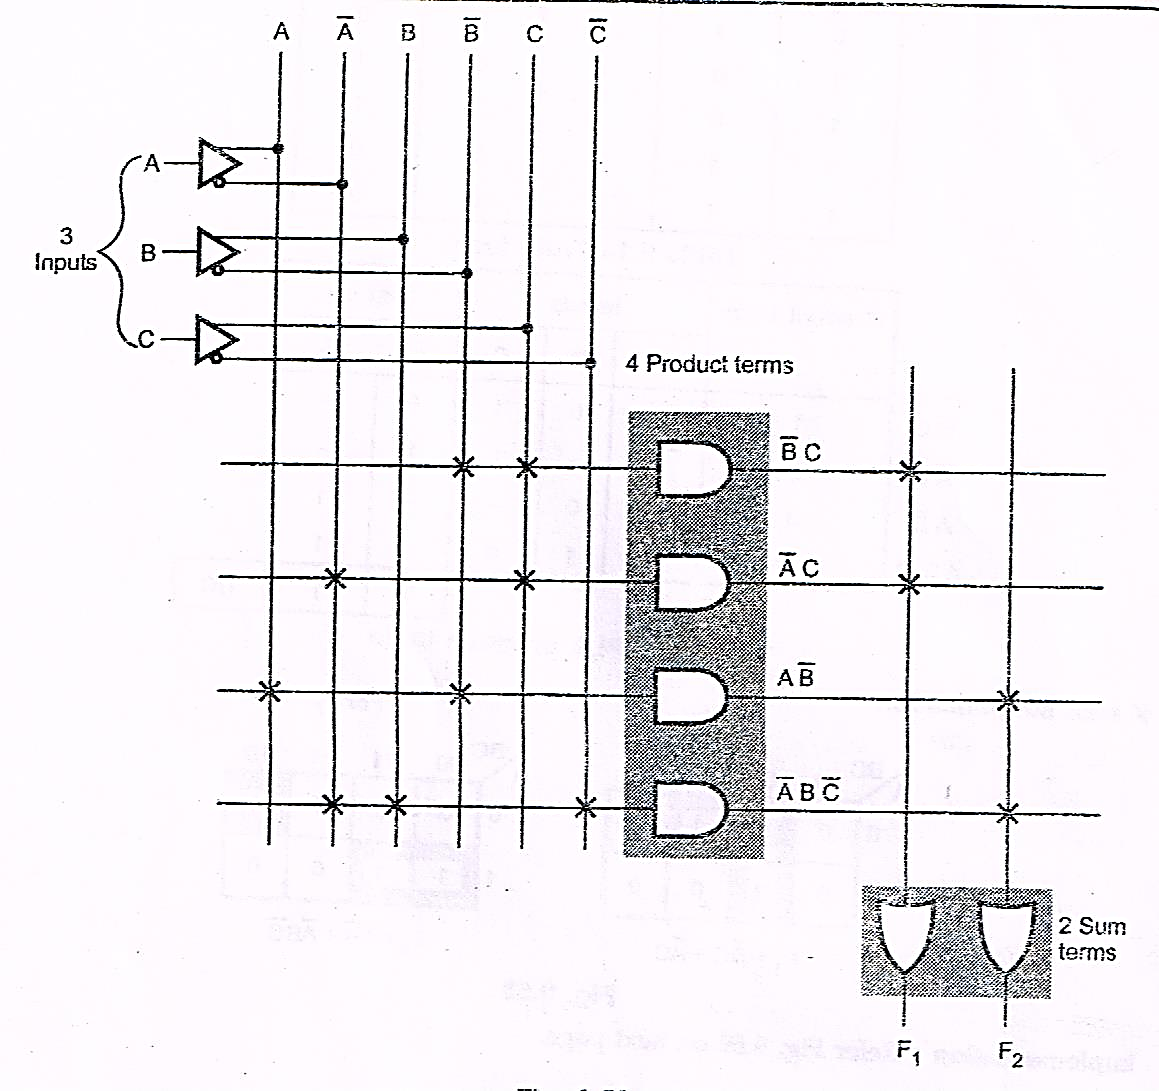 A A̅ B B̅ C C̅
A
3
Inputs
B
C
4 Product terms
B̅ C
A̅ C
A B̅
A̅ B C̅
2 Sum
terms
F₁ F₂